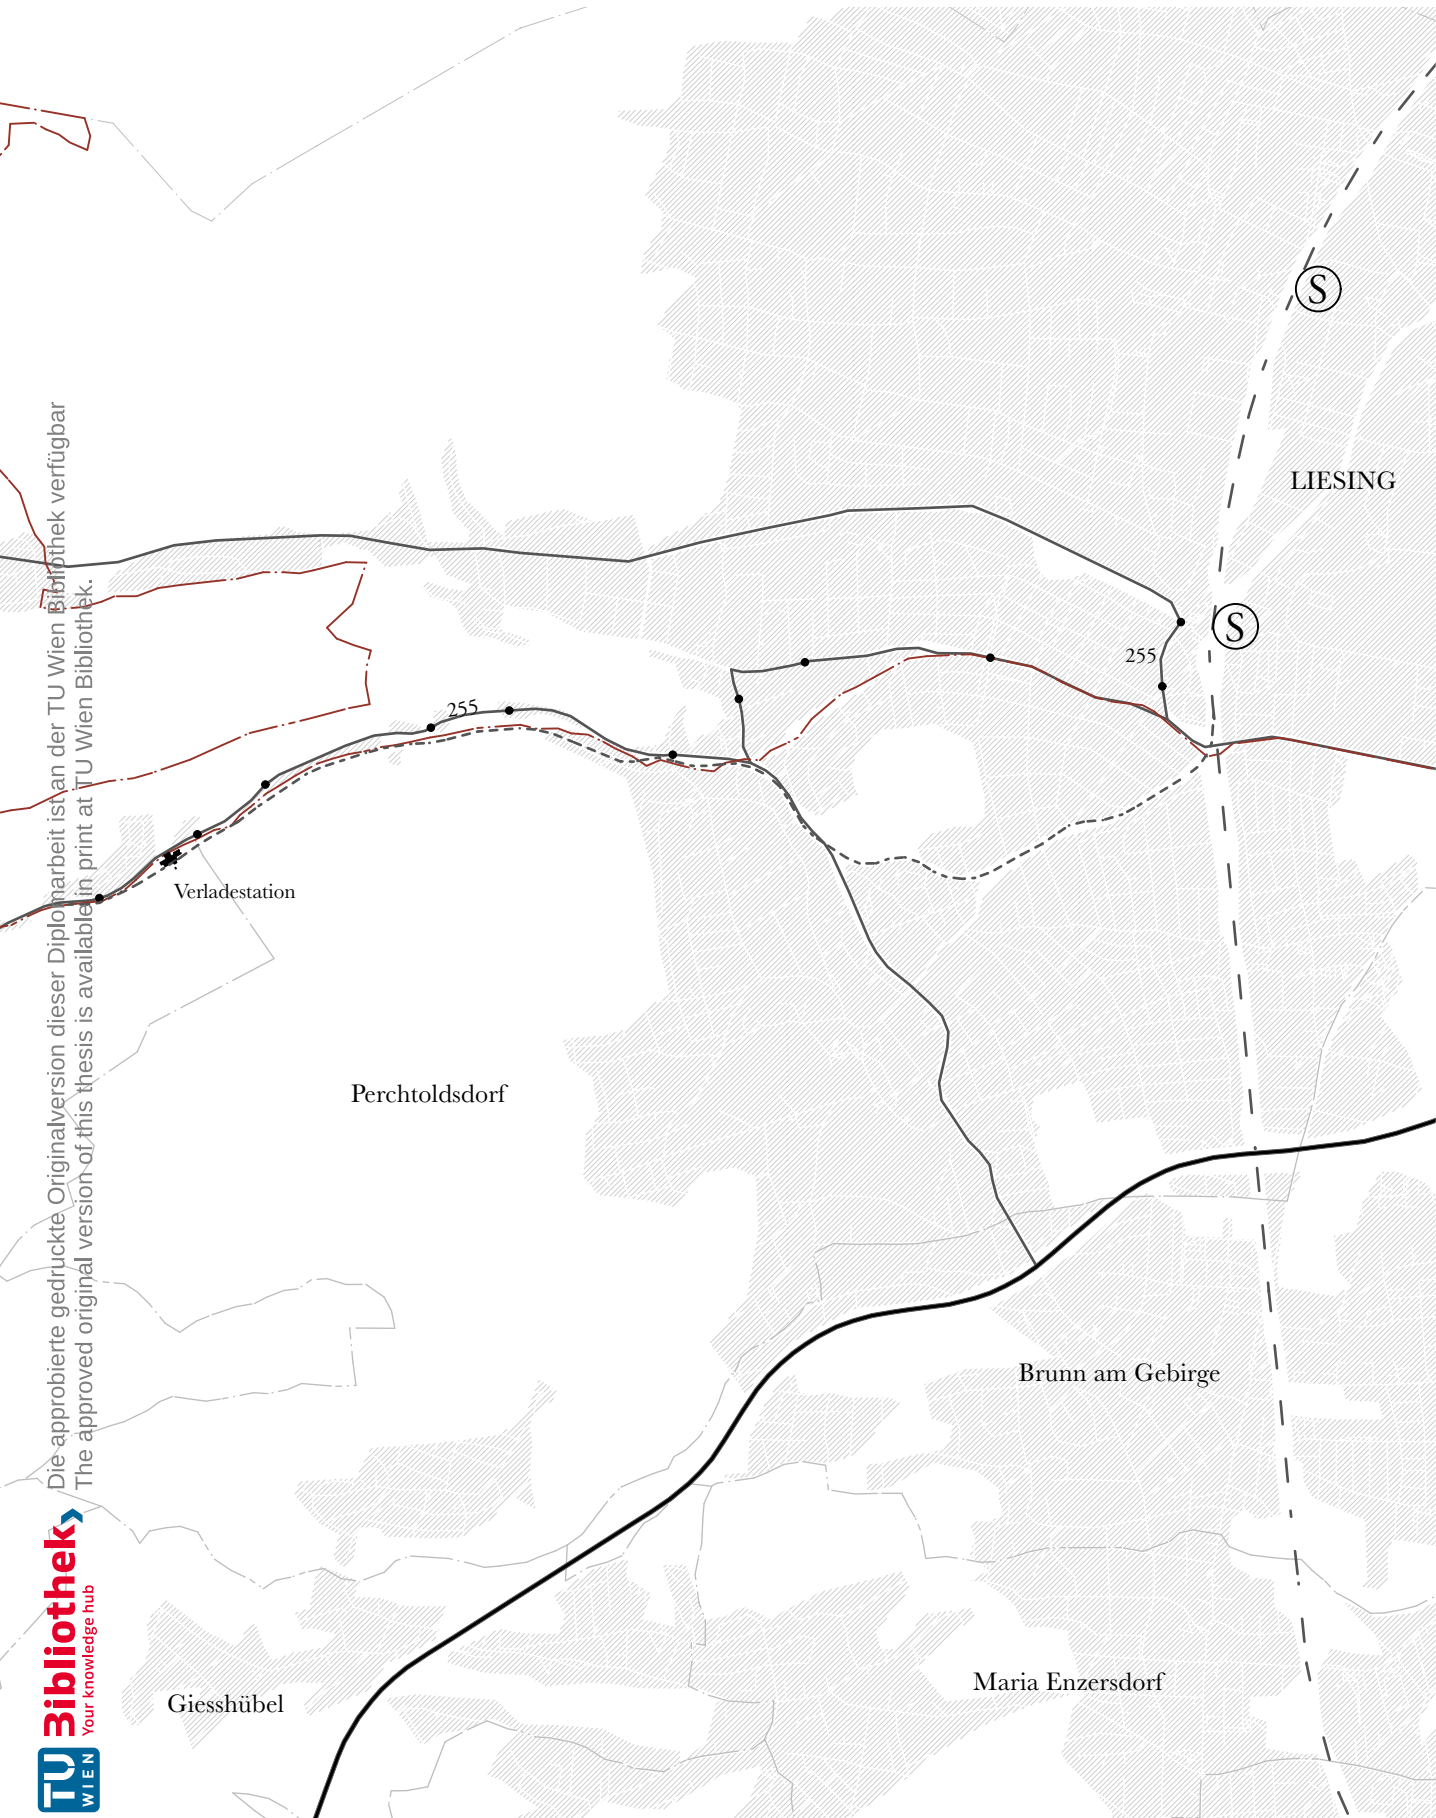 S
LIESING
S
255
255
Verladestation
Perchtoldsdorf
Brunn am Gebirge
Maria Enzersdorf
Giesshübel
Die approbierte gedruckte Originalversion dieser Diplomarbeit ist an der TU Wien Bibliothek verfügbar
The approved original version of this thesis is available in print at TU Wien Bibliothek.
TU WIEN
Bibliothek
Your knowledge hub